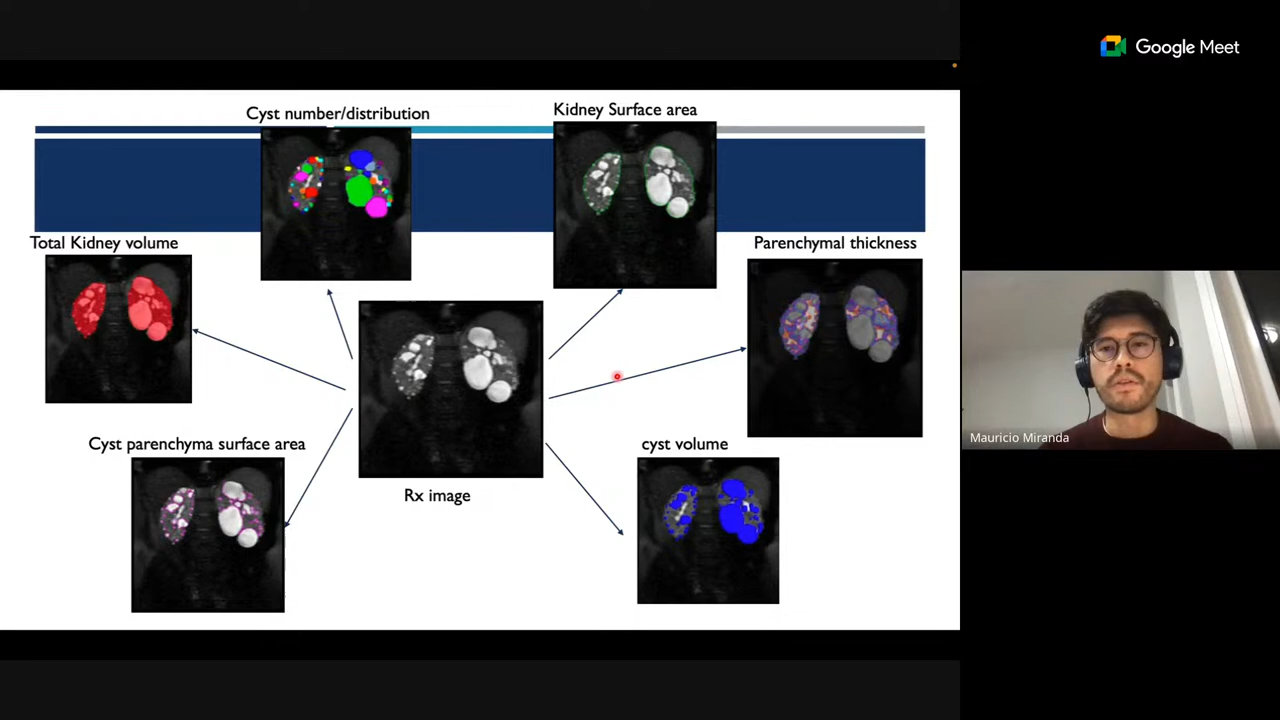 Google Meet
Cyst number/distribution
Kidney Surface area
Total Kidney volume
Parenchymal thickness
Cyst parenchyma surface area
cyst volume
Rx image
Mauricio Miranda